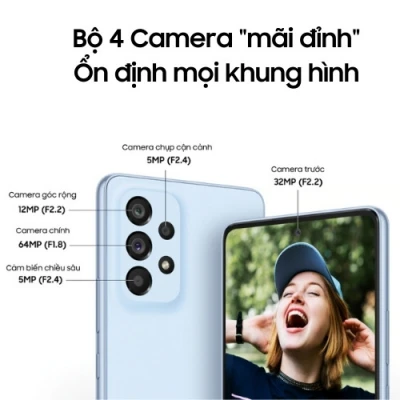 Bộ 4 Camera "mãi đỉnh"
Ổn định mọi khung hình
Camera chụp cận cảnh
5MP (F2.4)
Camera trước
32MP (F2.2)
Camera góc rộng
12MP (F2.2)
Camera chính
64MP (F1.8)
Cảm biến chiều sâu
5MP (F2.4)